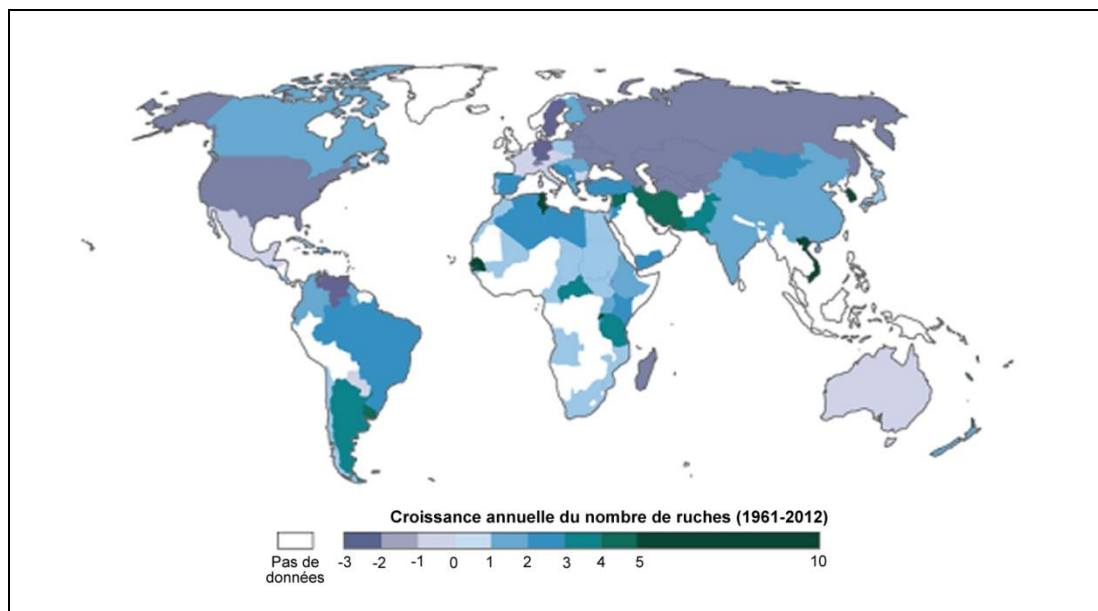 Croissance annuelle du nombre de ruches (1961-2012)
Pas de
données
-3 -2 -1 0 1 2 3 4 5 10